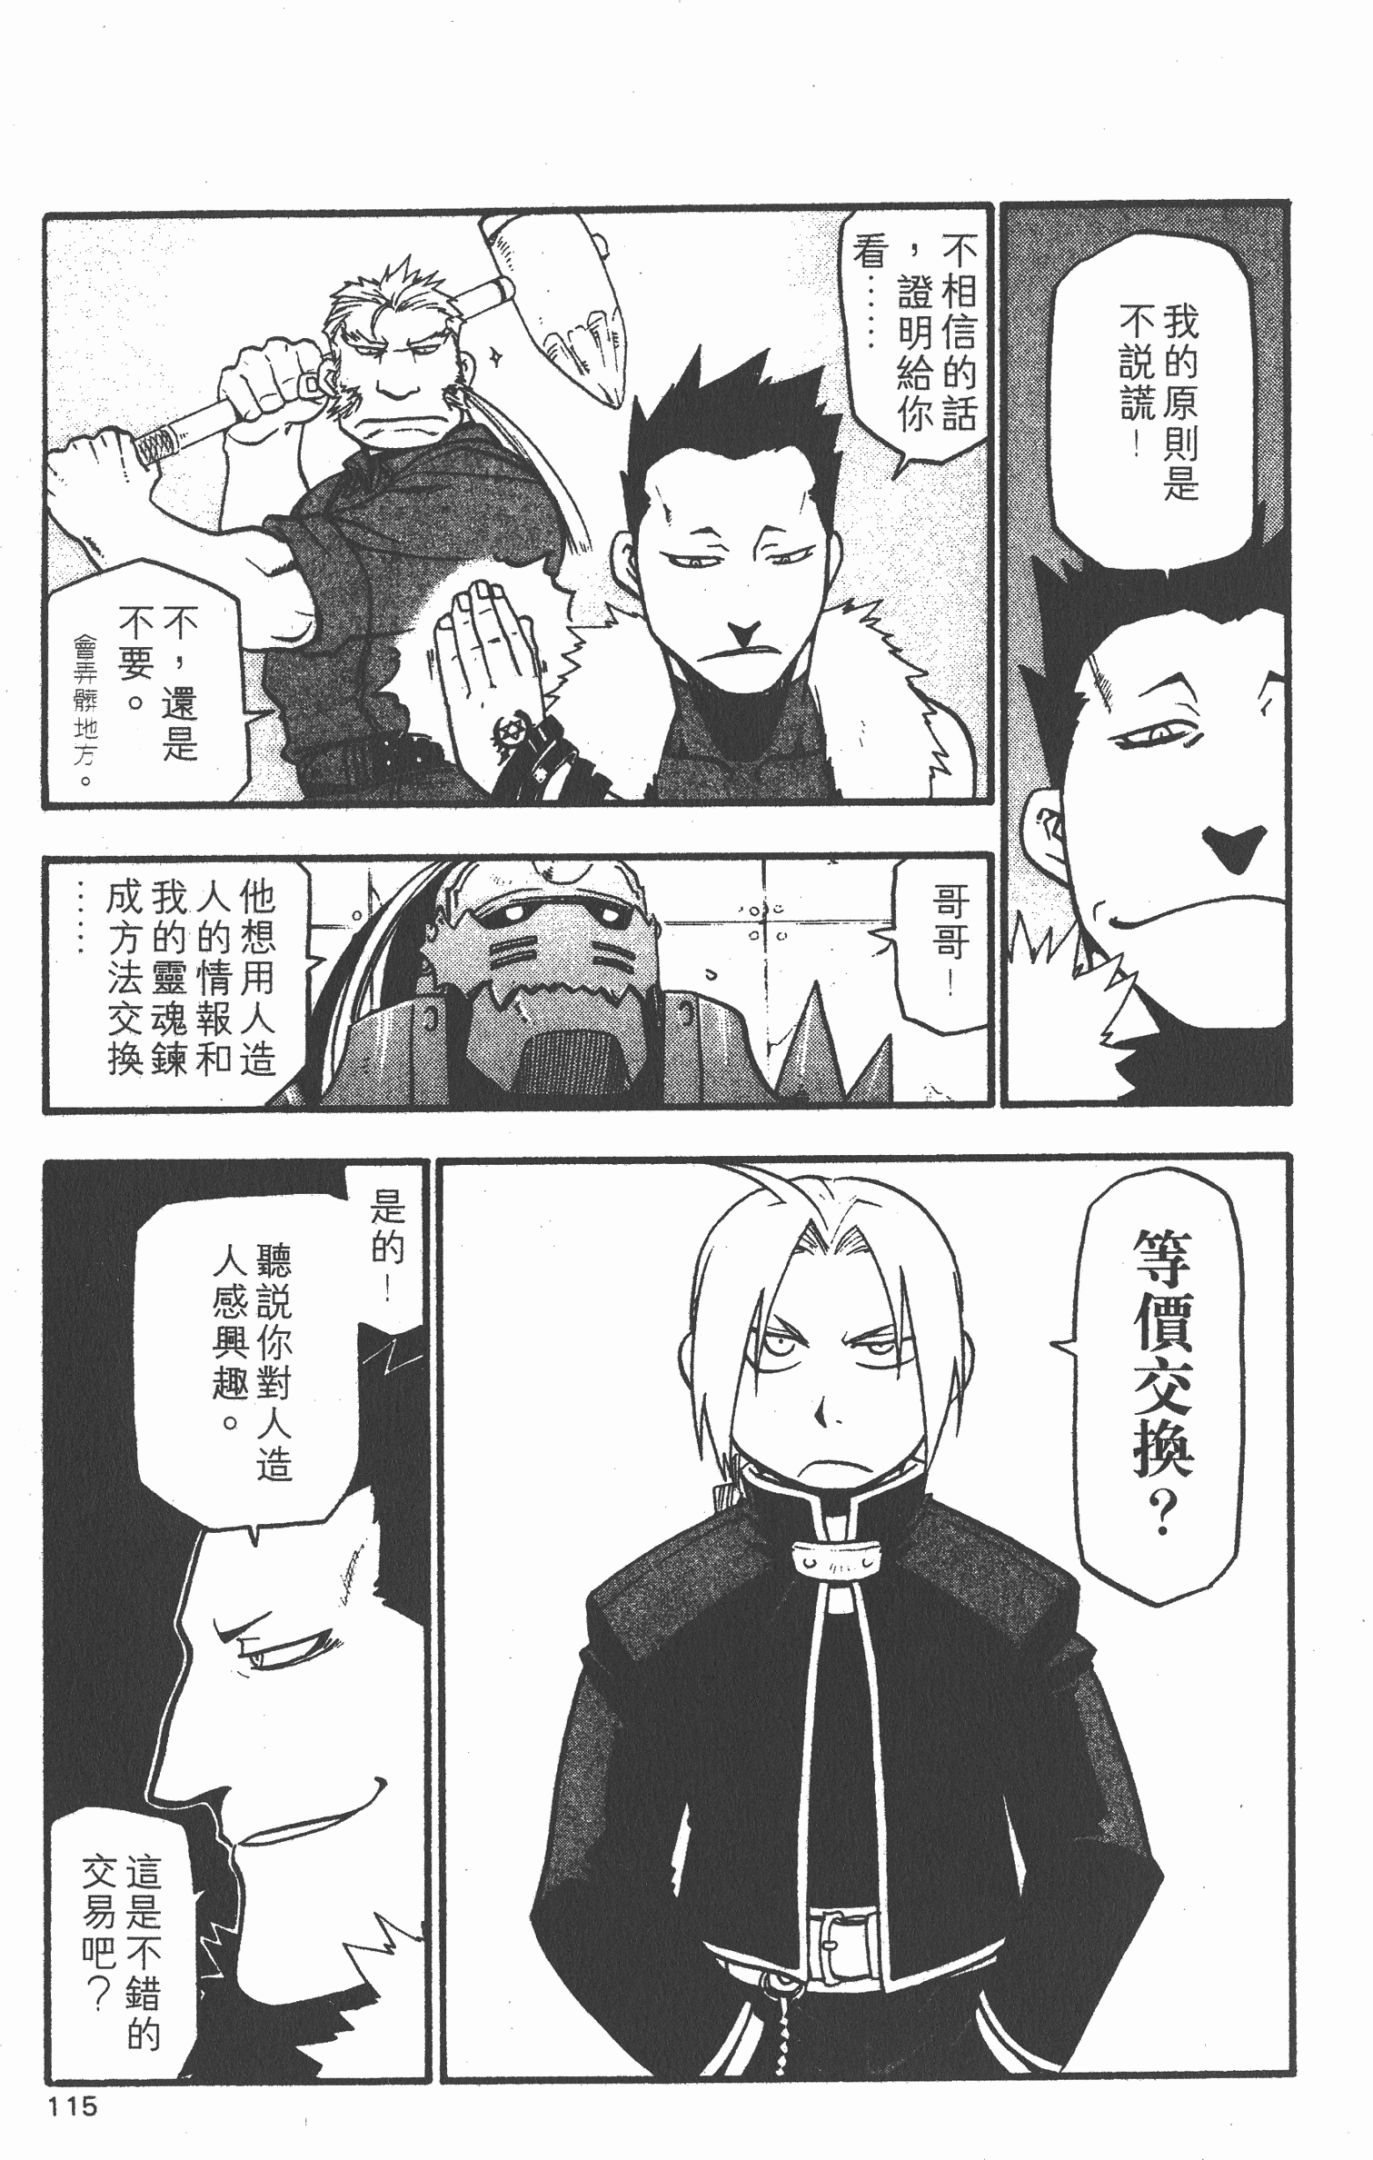 我的原則是
不說謊！
不相信的話
，證明給你
看……
不，還是
不要。
會弄髒地方。
哥哥！
他想用人造
人的情報和
我的靈魂鍊
成方法交換
……
等價交換？
是的！
聽說你對人造
人感興趣。
這是不錯的
交易吧？
115